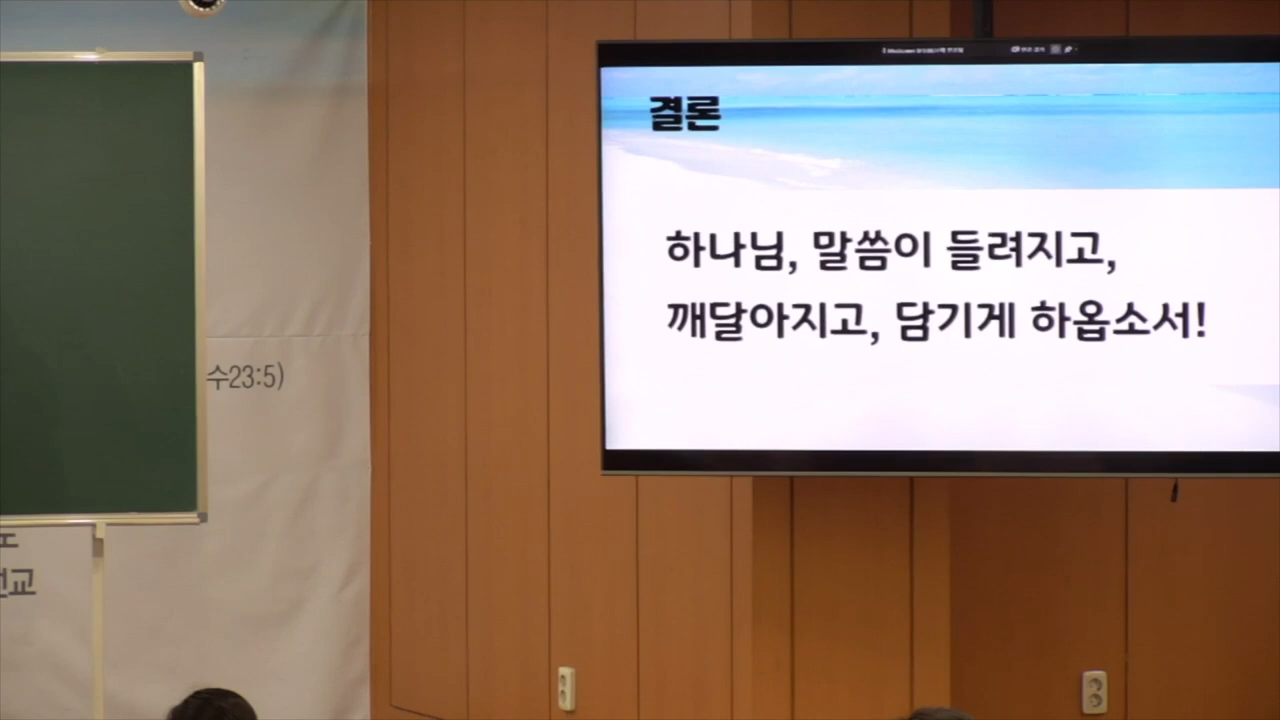 결론
하나님, 말씀이 들려지고,
깨달아지고, 담기게 하옵소서!
수23:5)